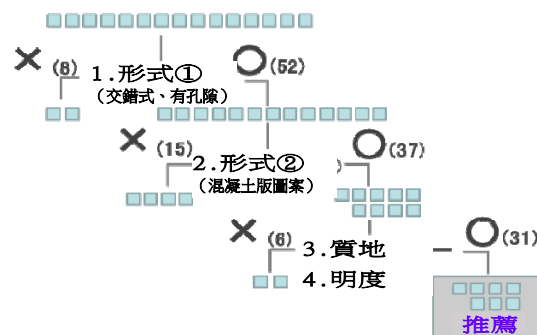 (8)
1.形式①
(52)
（交錯式、有孔隙）
(15)
2.形式②
(37)
（混凝土版圖案）
(6)
3.質地
(31)
4.明度
推薦